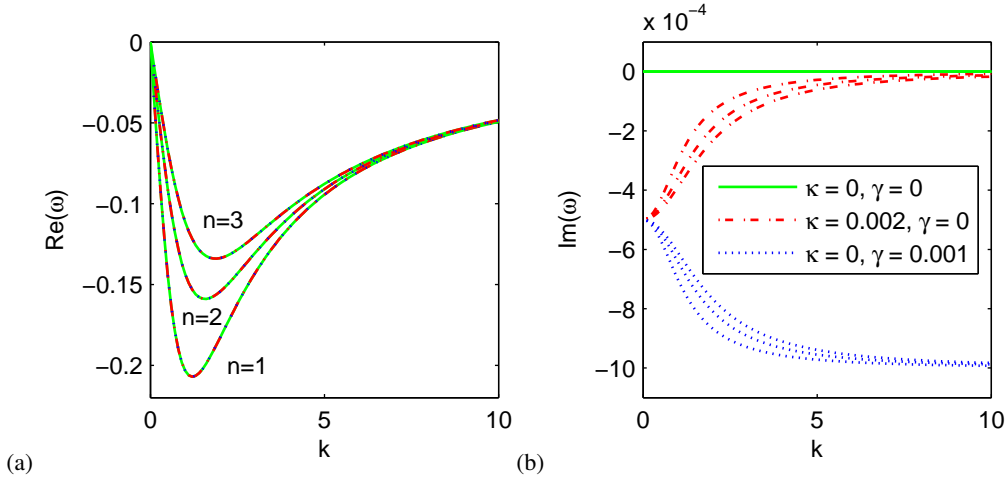 0
−0.05
−0.1
−0.15
−0.2
Re(ω)
n=3
n=2
n=1
0 5 10
k
(a)
x 10⁻⁴
0
−2
−4
−6
−8
−10
Im(ω)
κ = 0, γ = 0
κ = 0.002, γ = 0
κ = 0, γ = 0.001
0 5 10
k
(b)